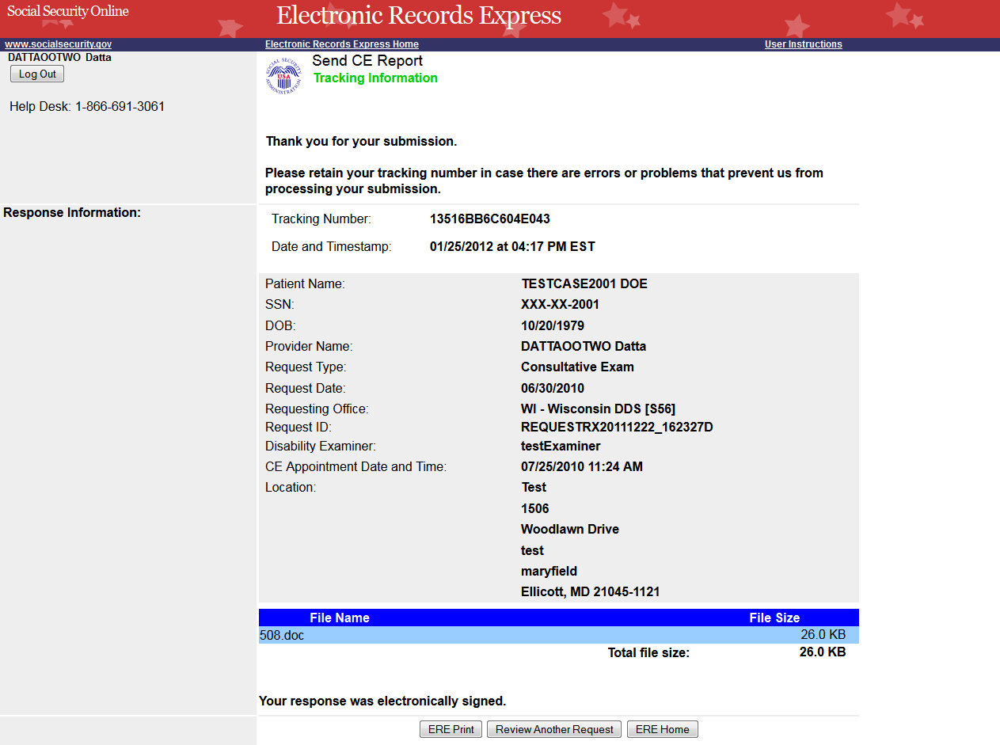 Social Security Online
Electronic Records Express
www.socialsecurity.gov
Electronic Records Express Home
User Instructions
DATTAOOTWO Datta
Log Out
Help Desk: 1-866-691-3061
SOCIAL SECURITY ADMINISTRATION
USA
Send CE Report
Tracking Information
Thank you for your submission.
Please retain your tracking number in case there are errors or problems that prevent us from
processing your submission.
Response Information:
Tracking Number: 13516BB6C604E043
Date and Timestamp: 01/25/2012 at 04:17 PM EST
Patient Name: TESTCASE2001 DOE
SSN: XXX-XX-2001
DOB: 10/20/1979
Provider Name: DATTAOOTWO Datta
Request Type: Consultative Exam
Request Date: 06/30/2010
Requesting Office: WI - Wisconsin DDS [S56]
Request ID: REQUESTRX20111222_162327D
Disability Examiner: testExaminer
CE Appointment Date and Time: 07/25/2010 11:24 AM
Location: Test
1506
Woodlawn Drive
test
maryfield
Ellicott, MD 21045-1121
File Name File Size
508.doc 26.0 KB
Total file size: 26.0 KB
Your response was electronically signed.
ERE Print Review Another Request ERE Home